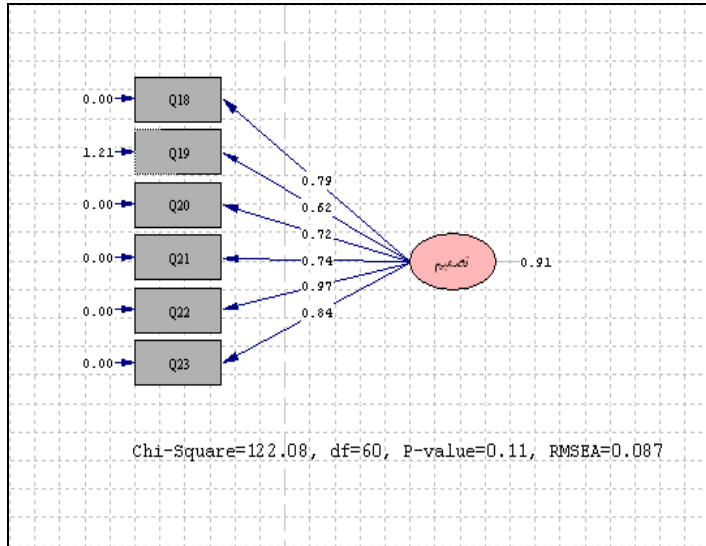 0.00 Q18
1.21 Q19
0.00 Q20
0.00 Q21
0.00 Q22
0.00 Q23
0.79
0.62
0.72
0.74
0.97
0.84
تصمیم
0.91
Chi-Square=122.08, df=60, P-value=0.11, RMSEA=0.087